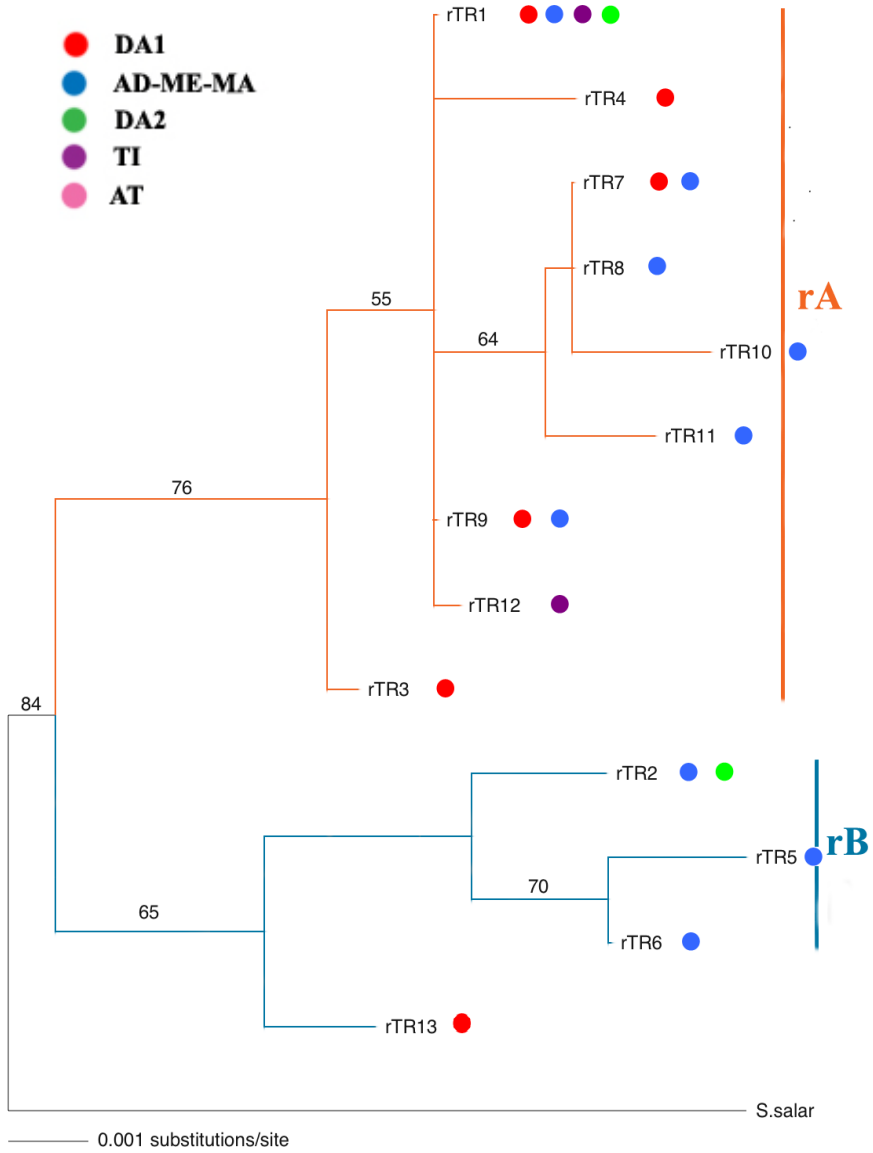 rTR1
DA1
AD-ME-MA
DA2
TI
AT
rTR4
rTR7
rTR8
rA
55
64
rTR10
rTR11
76
rTR9
rTR12
rTR3
84
rTR2
rB
rTR5
70
65
rTR6
rTR13
S.salar
0.001 substitutions/site